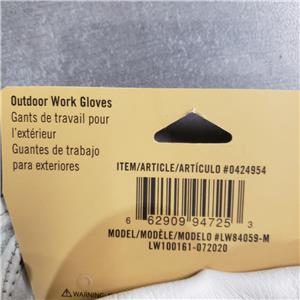 Outdoor Work Gloves
Gants de travail pour
l'extérieur
Guantes de trabajo
para exteriores
ITEM/ARTICLE/ARTÍCULO #0424954
6 62909 94725 3
MODEL/MODÈLE/MODELO #LW84059-M
LW100161-072020
WARNING